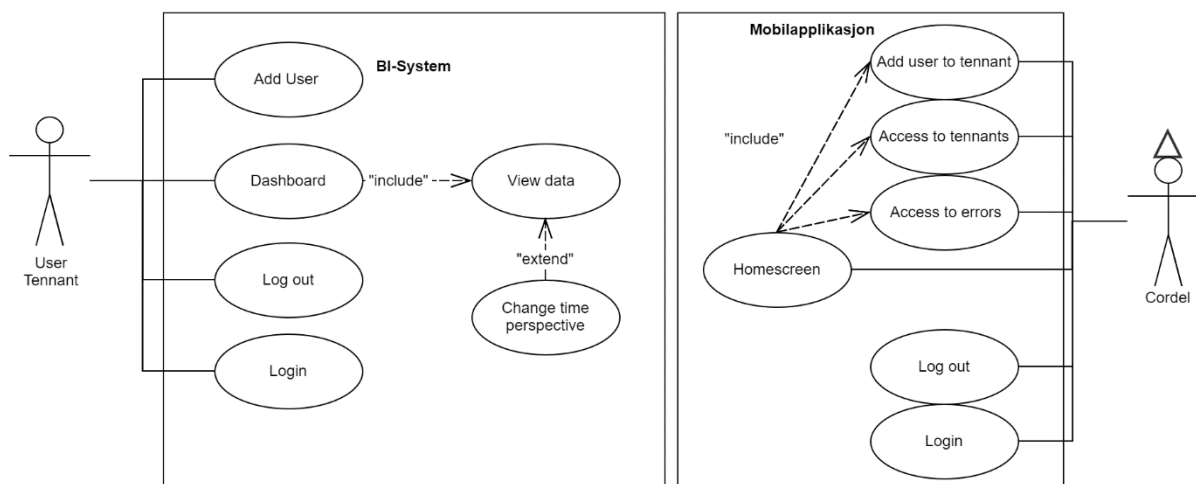 BI-System
Add User
Dashboard
"include"
View data
"extend"
Change time
perspective
Log out
Login
User
Tennant
Mobilapplikasjon
Add user to tennant
"include"
Access to tennants
Access to errors
Homescreen
Log out
Login
Cordel